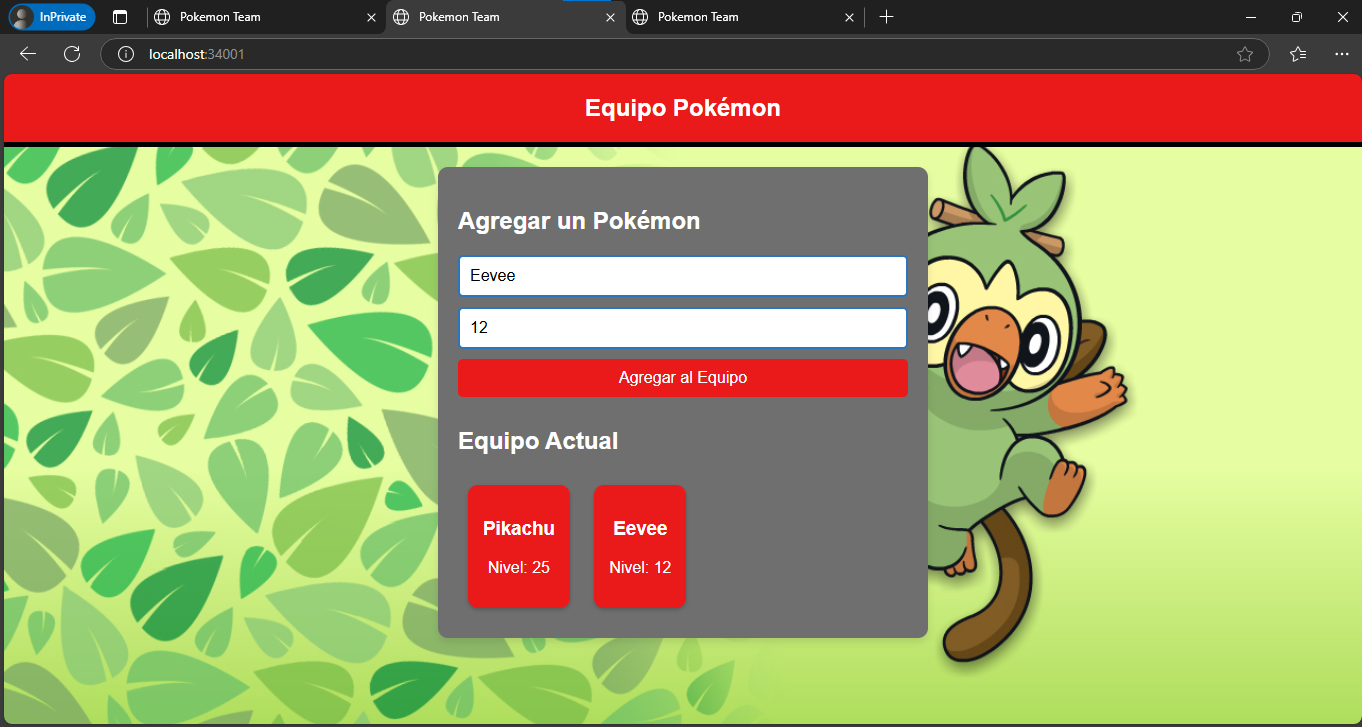 InPrivate
Pokemon Team
Pokemon Team
Pokemon Team
localhost:34001
Equipo Pokémon
Agregar un Pokémon
Eevee
12
Agregar al Equipo
Equipo Actual
Pikachu
Nivel: 25
Eevee
Nivel: 12